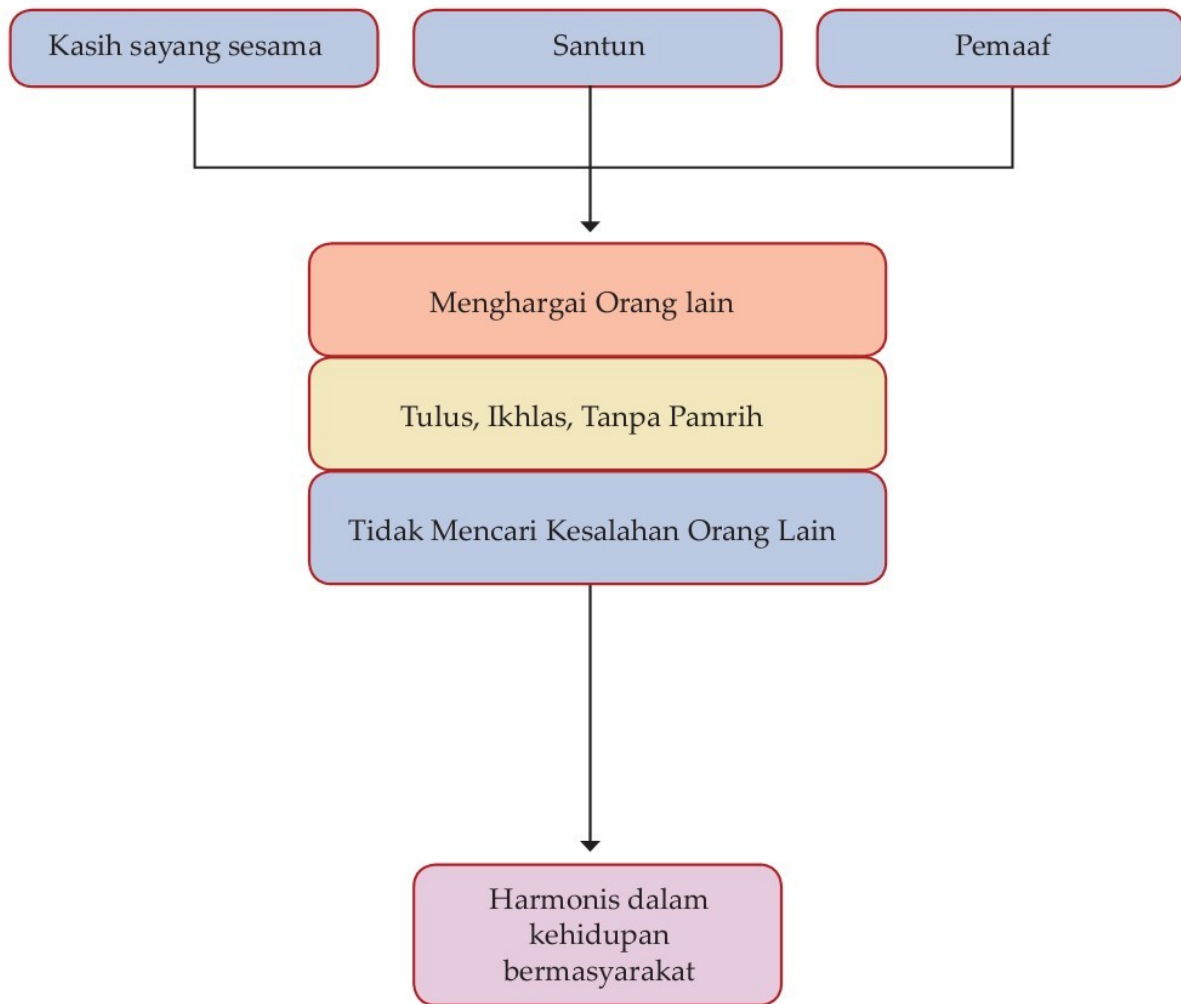 Kasih sayang sesama
Santun
Pemaaf
Menghargai Orang lain
Tulus, Ikhlas, Tanpa Pamrih
Tidak Mencari Kesalahan Orang Lain
Harmonis dalam
kehidupan
bermasyarakat